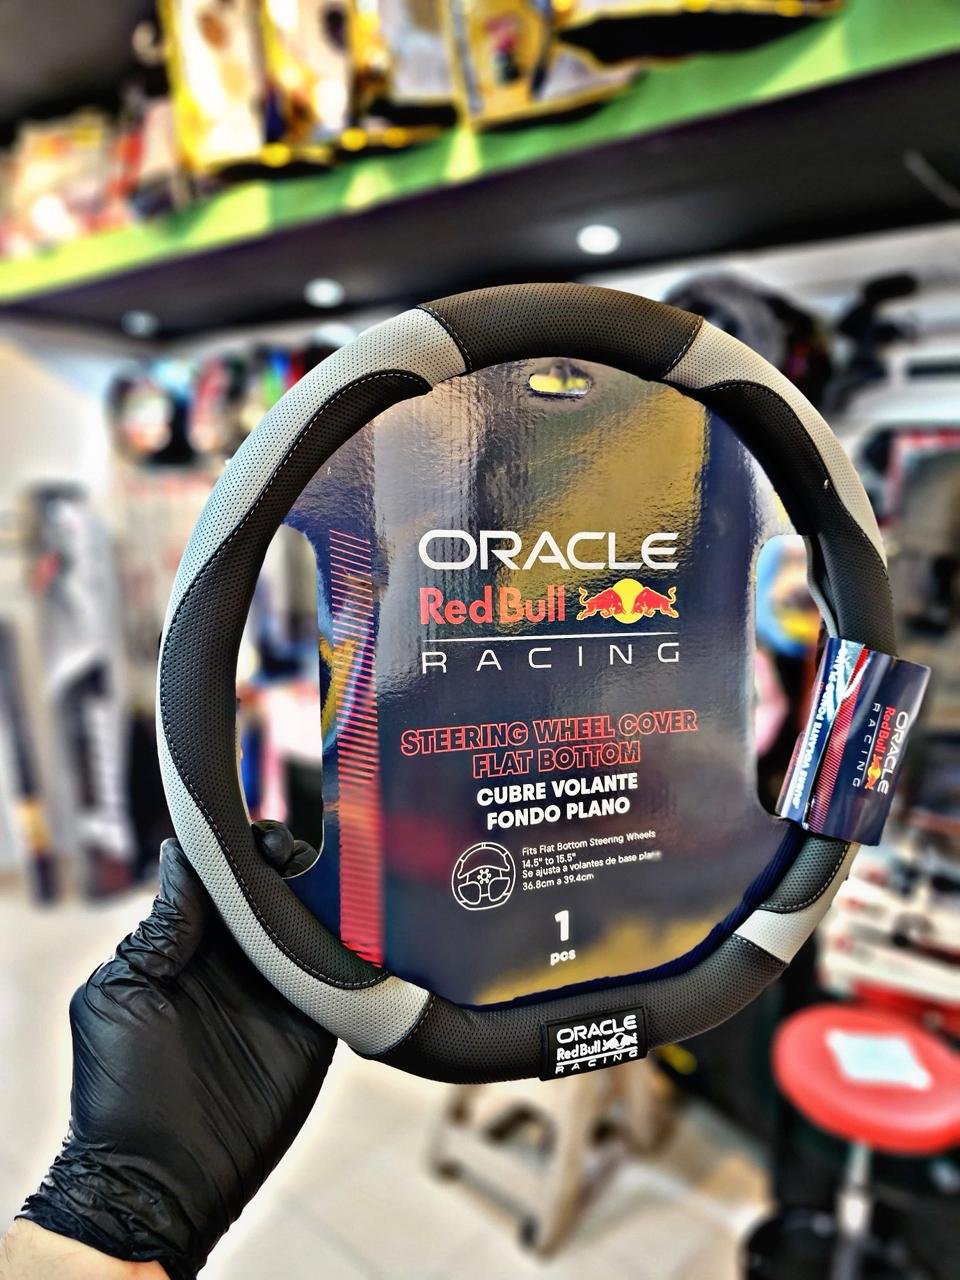 ORACLE
Red Bull
RACING
STEERING WHEEL COVER
FLAT BOTTOM
CUBRE VOLANTE
FONDO PLANO
Fits Flat Bottom Steering Wheels
14.5" to 15.5"
Se ajusta a volantes de base plana
36.8cm a 39.4cm
1
pcs
ORACLE
Red Bull
RACING
ORACLE
Red Bull
RACING